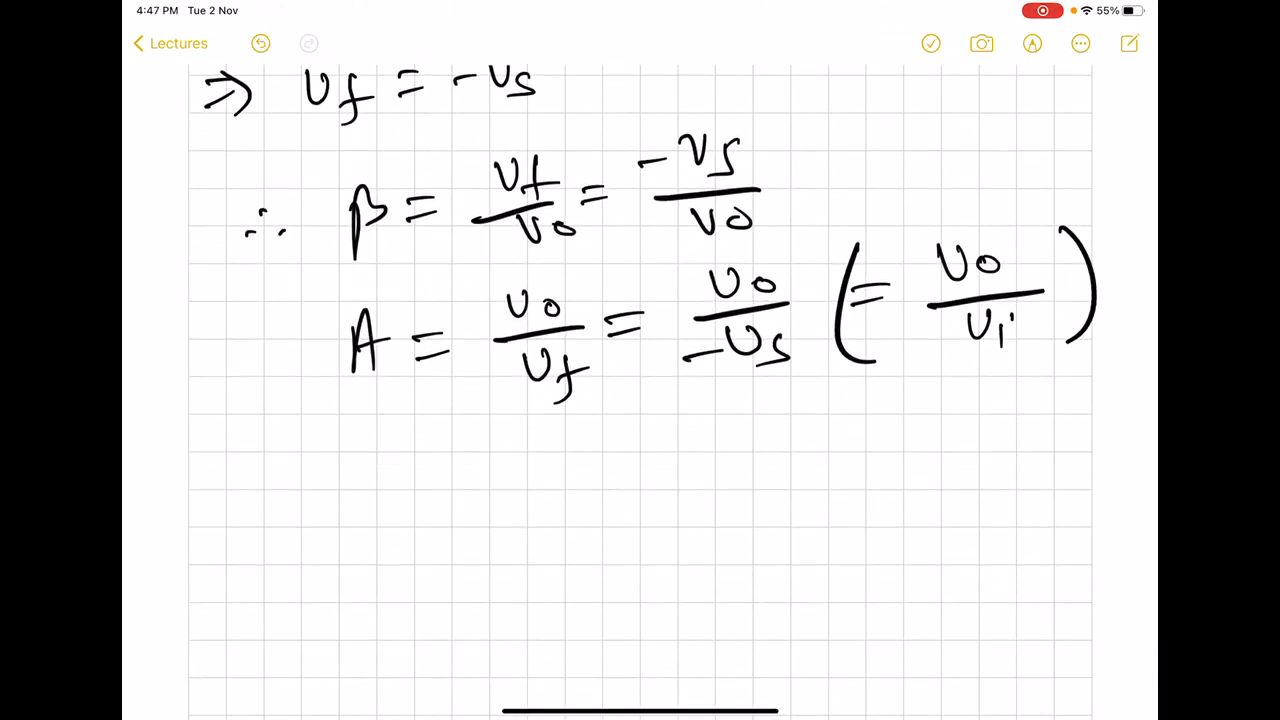 4:47 PM Tue 2 Nov 55%
Lectures
⇒ Vf = -Vs
∴ β = Vf/Vo = -Vs/Vo
A = Vo/Vf = Vo/-Vs (= Vo/Vi)